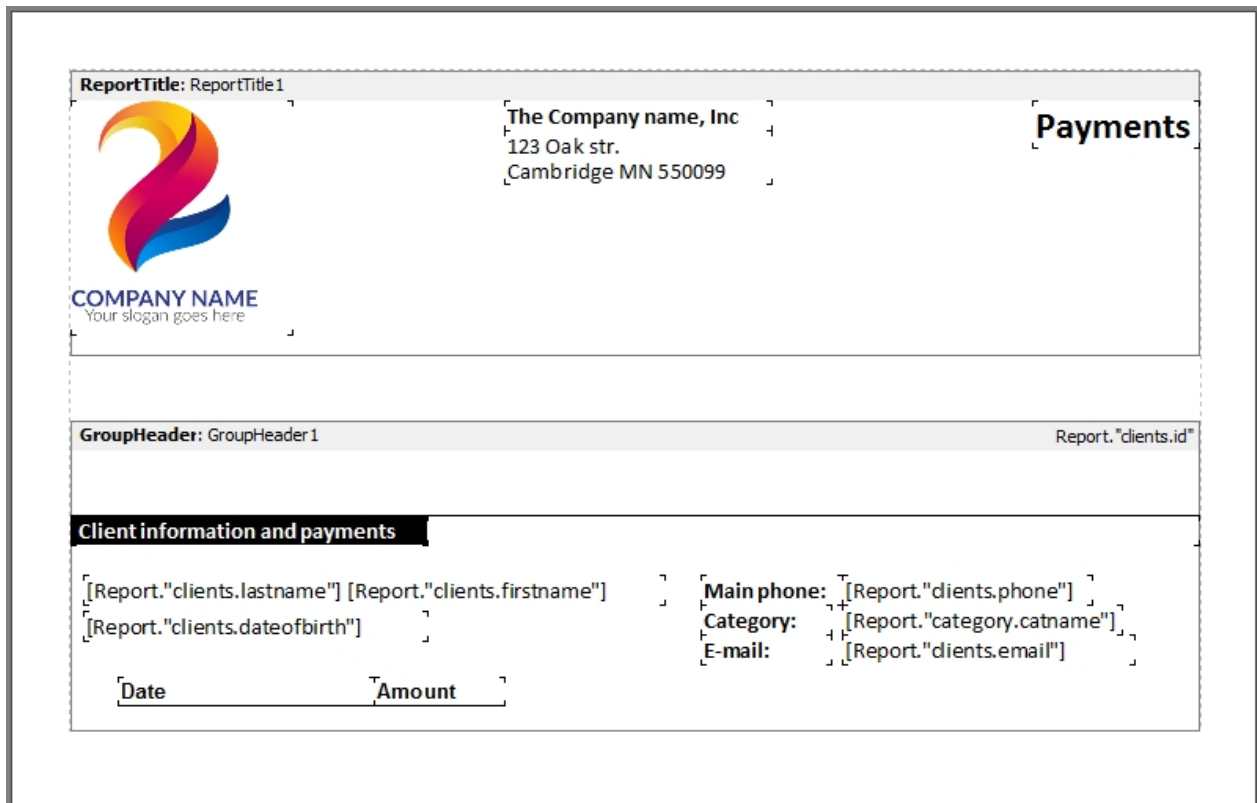 ReportTitle: ReportTitle1
The Company name, Inc
Payments
123 Oak str.
Cambridge MN 550099
COMPANY NAME
Your slogan goes here
GroupHeader: GroupHeader1 Report."clients.id"
Client information and payments
[Report."clients.lastname"] [Report."clients.firstname"] Main phone: [Report."clients.phone"]
[Report."clients.dateofbirth"] Category: [Report."category.catname"]
E-mail: [Report."clients.email"]
Date Amount